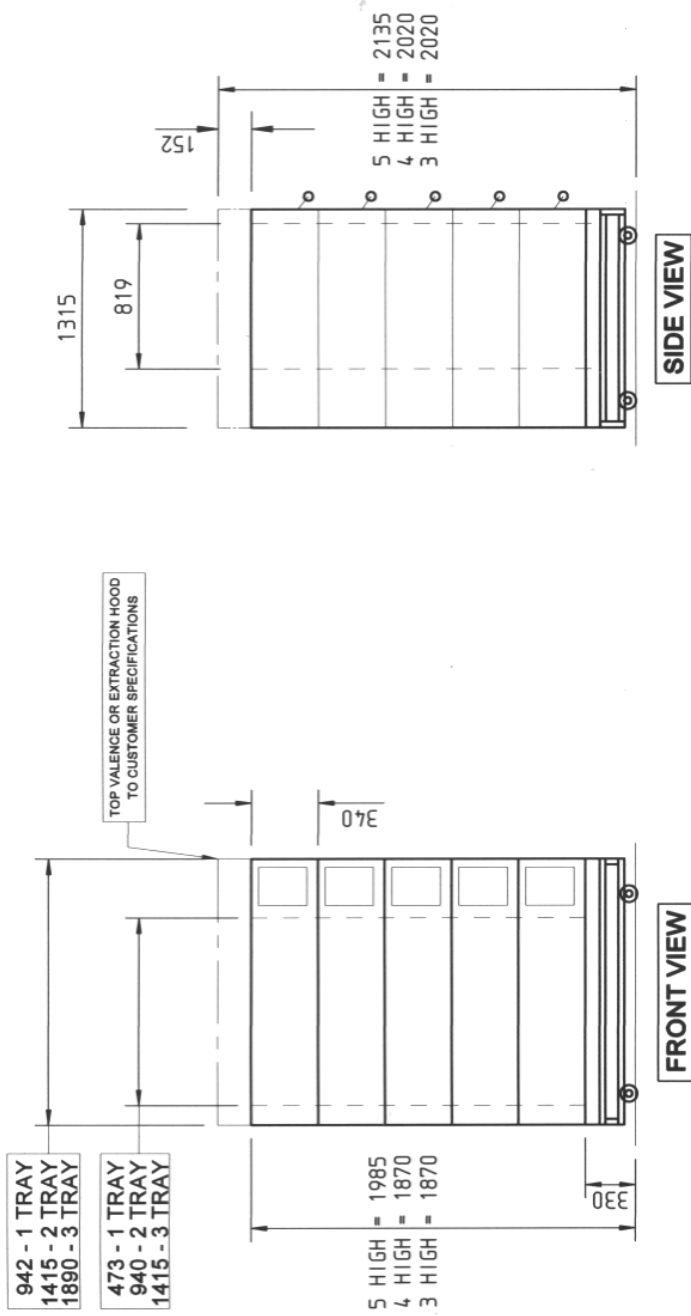 942 - 1 TRAY
1415 - 2 TRAY
1890 - 3 TRAY
473 - 1 TRAY
940 - 2 TRAY
1415 - 3 TRAY
TOP VALENCE OR EXTRACTION HOOD
TO CUSTOMER SPECIFICATIONS
340
5 HIGH = 1985
4 HIGH = 1870
3 HIGH = 1870
330
FRONT VIEW
1315
819
152
5 HIGH = 2135
4 HIGH = 2020
3 HIGH = 2020
SIDE VIEW